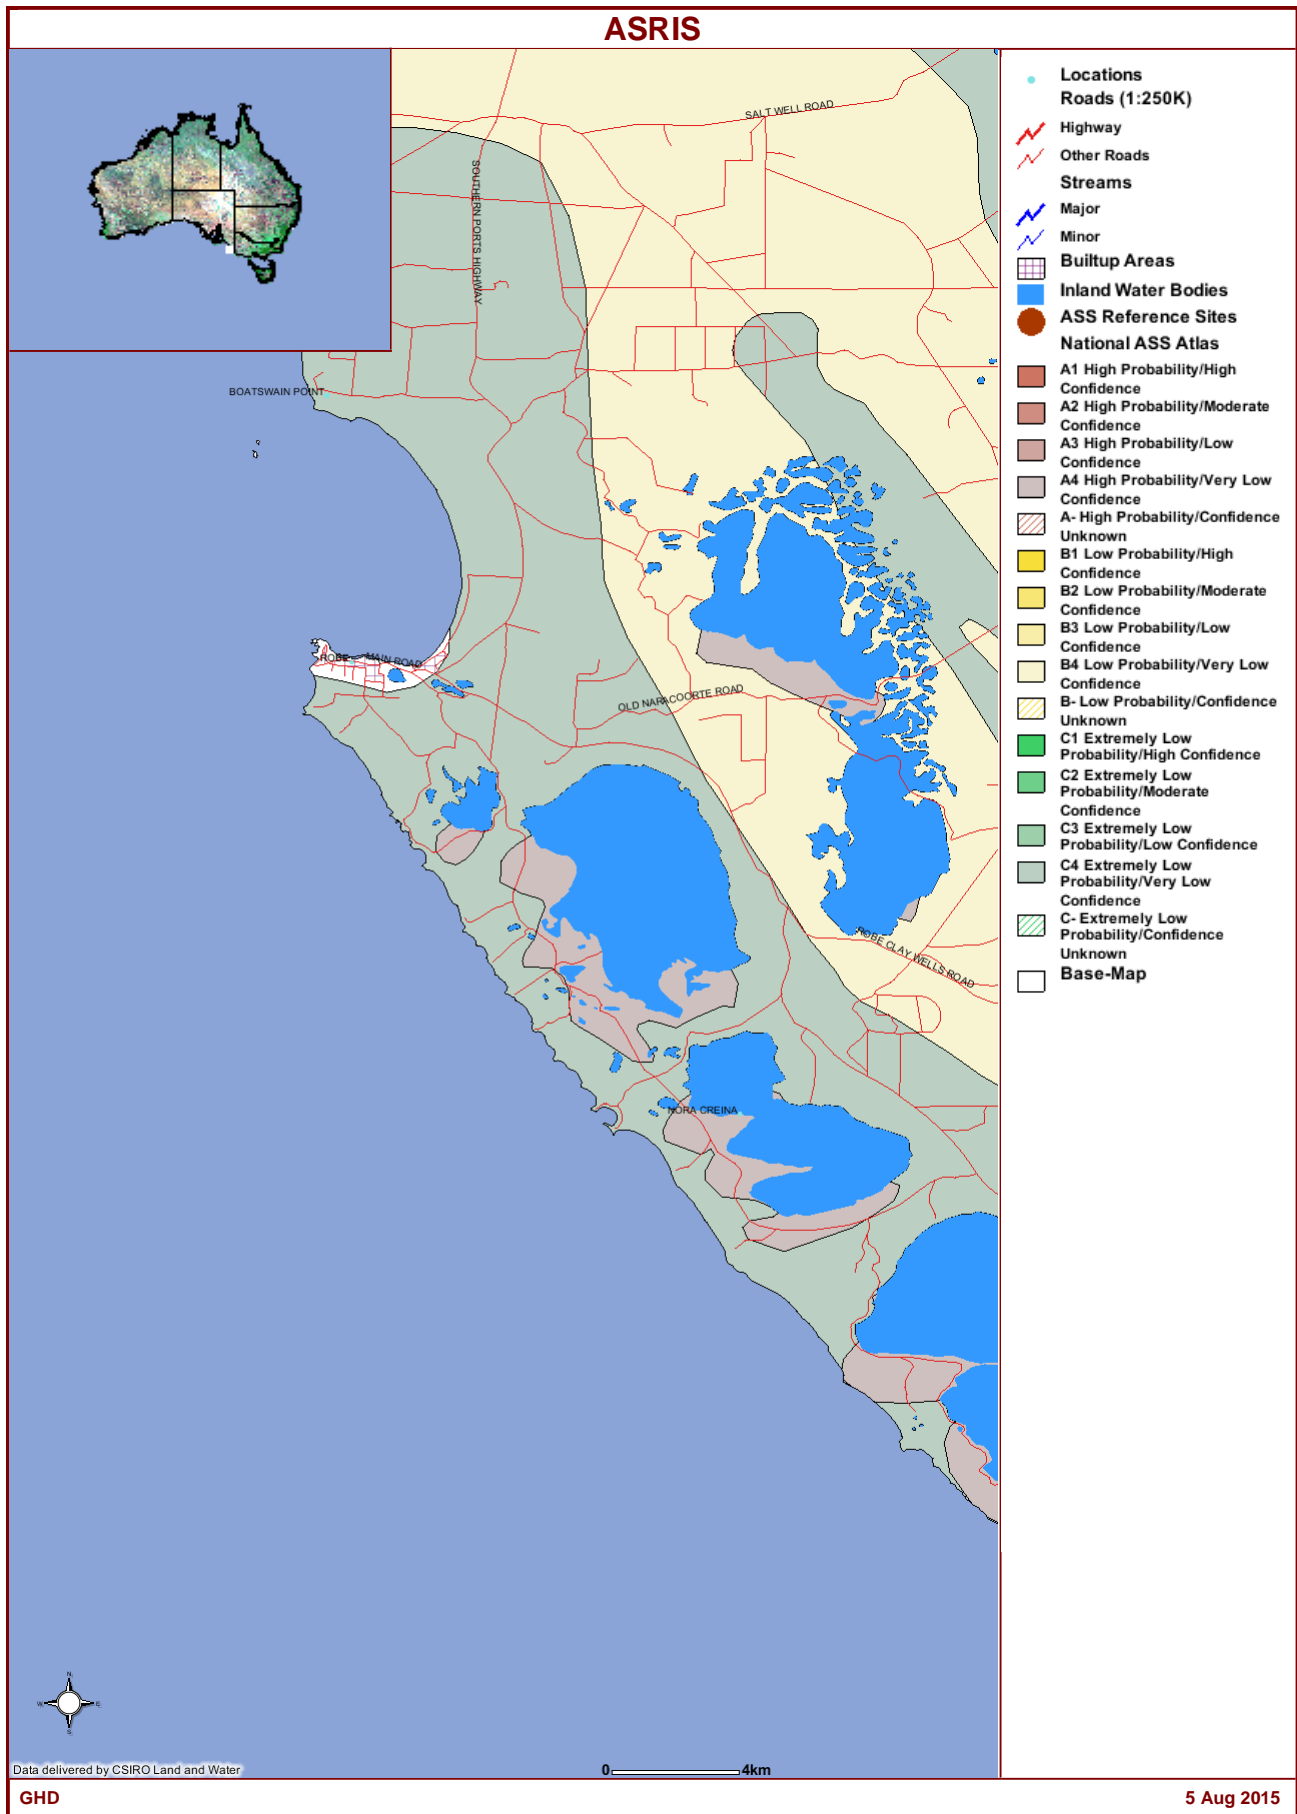 ASRIS
SALT WELL ROAD
SOUTHERN PORTS HIGHWAY
BOATSWAIN POINT
ROBE
MAIN ROAD
OLD NARACOORTE ROAD
ROBE CLAY WELLS ROAD
NORA CREINA
Locations
Roads (1:250K)
Highway
Other Roads
Streams
Major
Minor
Builtup Areas
Inland Water Bodies
ASS Reference Sites
National ASS Atlas
A1 High Probability/High
Confidence
A2 High Probability/Moderate
Confidence
A3 High Probability/Low
Confidence
A4 High Probability/Very Low
Confidence
A- High Probability/Confidence
Unknown
B1 Low Probability/High
Confidence
B2 Low Probability/Moderate
Confidence
B3 Low Probability/Low
Confidence
B4 Low Probability/Very Low
Confidence
B- Low Probability/Confidence
Unknown
C1 Extremely Low
Probability/High Confidence
C2 Extremely Low
Probability/Moderate
Confidence
C3 Extremely Low
Probability/Low Confidence
C4 Extremely Low
Probability/Very Low
Confidence
C- Extremely Low
Probability/Confidence
Unknown
Base-Map
N
W
E
S
Data delivered by CSIRO Land and Water
0 4km
GHD
5 Aug 2015